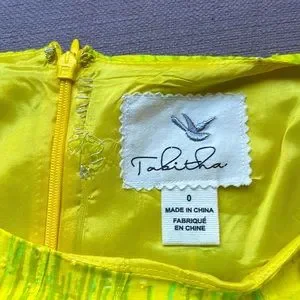 Tabitha
0
MADE IN CHINA
FABRIQUÉ
EN CHINE